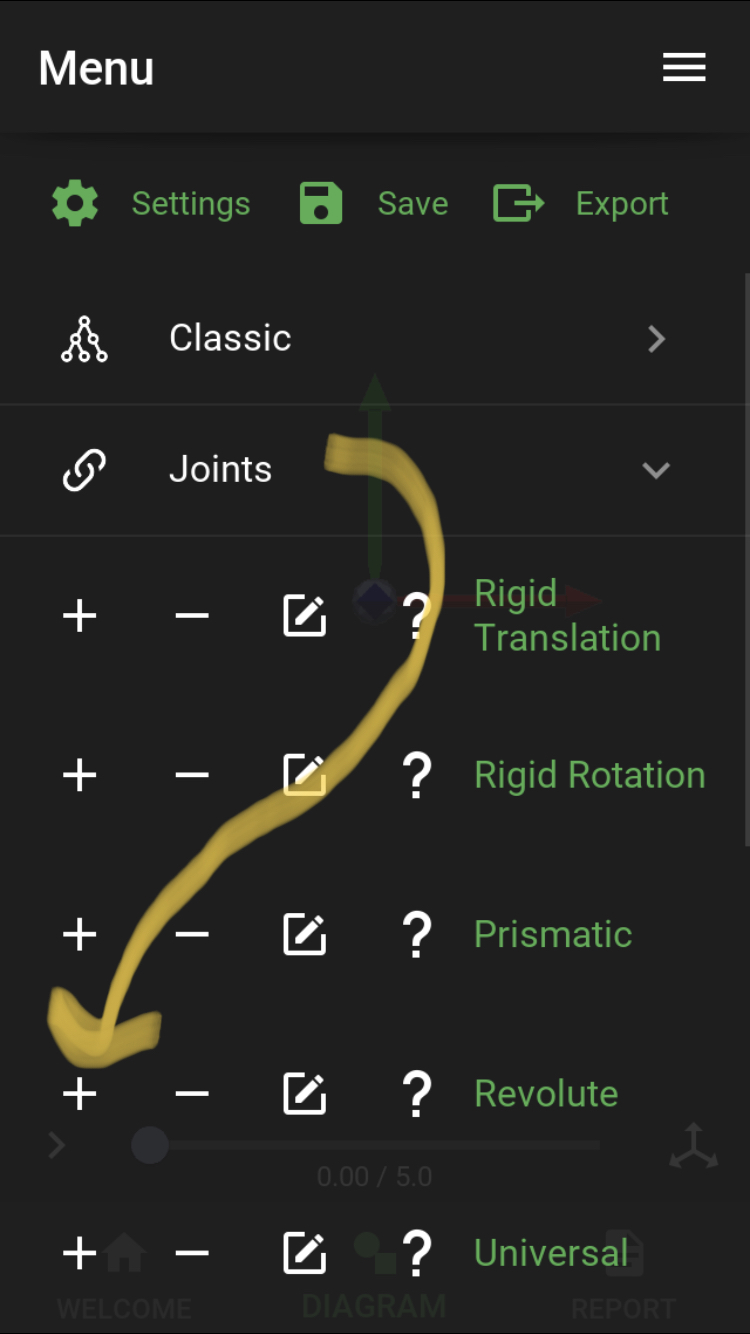 Menu
Settings Save Export
Classic
Joints
+ − ? Rigid
Translation
+ − ? Rigid Rotation
+ − ? Prismatic
+ − ? Revolute
0.00 / 5.0
+ − ? Universal
WELCOME DIAGRAM REPORT